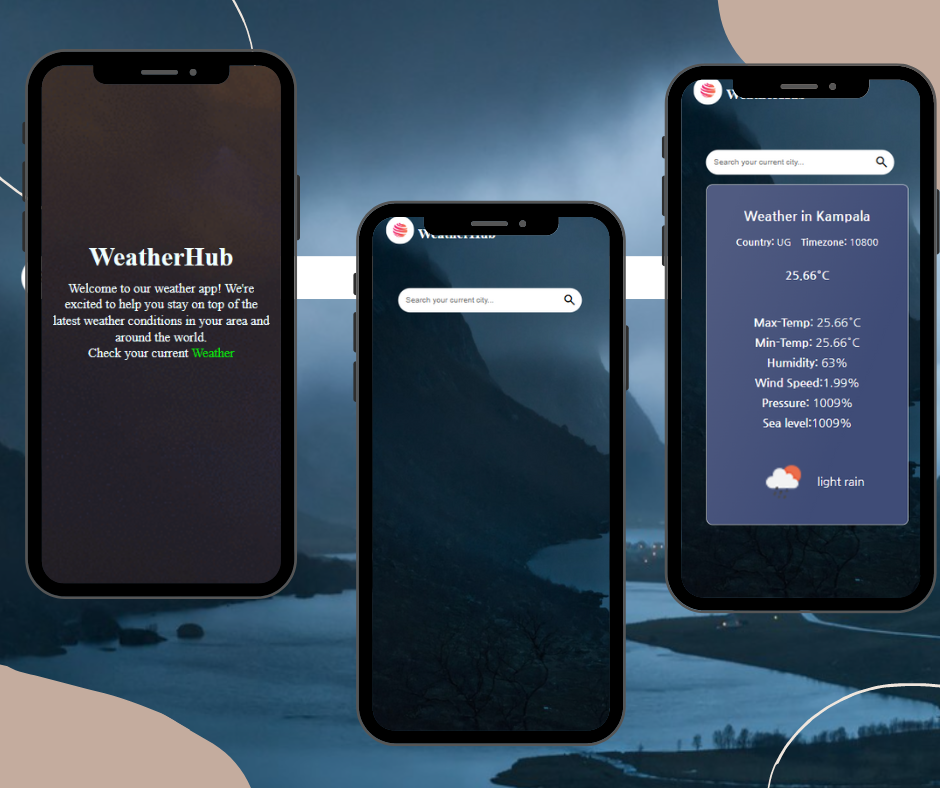 WeatherHub
Welcome to our weather app! We're
excited to help you stay on top of the
latest weather conditions in your area and
around the world.
Check your current Weather
WeatherHub
Search your current city...
WeatherHub
Search your current city...
Weather in Kampala
Country: UG Timezone: 10800
25.66°C
Max-Temp: 25.66°C
Min-Temp: 25.66°C
Humidity: 63%
Wind Speed:1.99%
Pressure: 1009%
Sea level:1009%
light rain